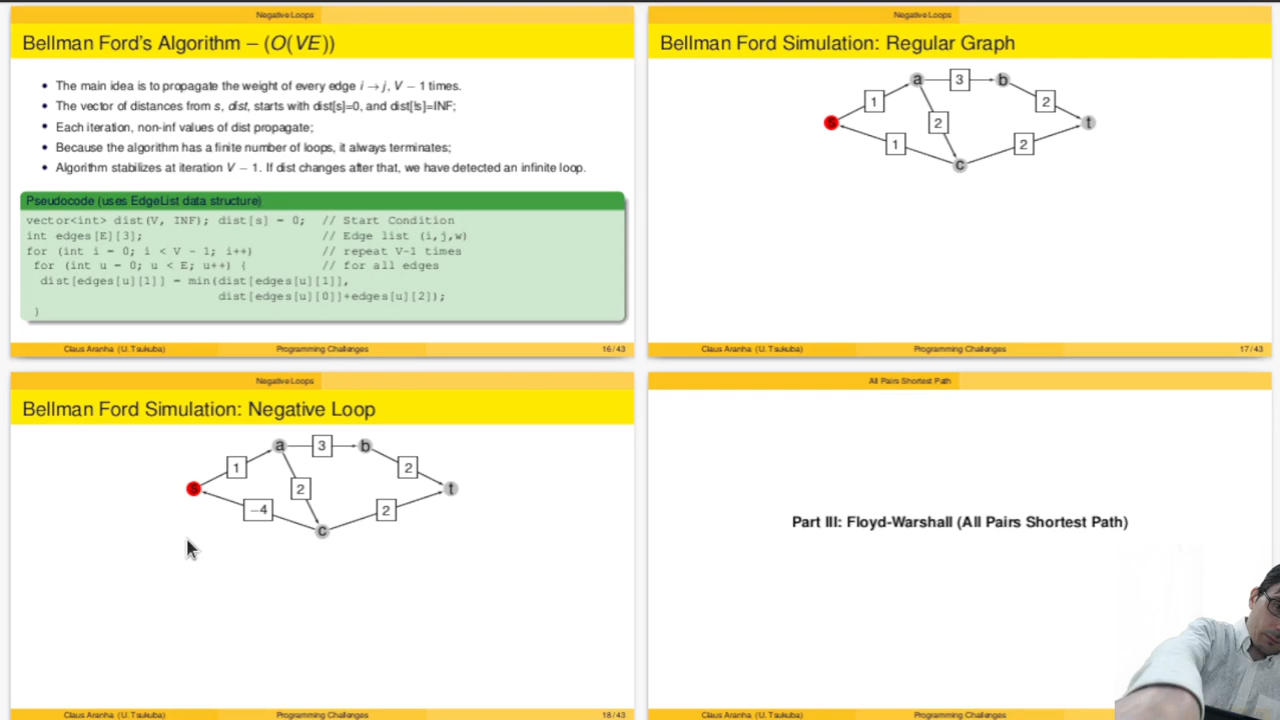 Negative Loops
Bellman Ford's Algorithm – (O(VE))
• The main idea is to propagate the weight of every edge i → j, V − 1 times.
• The vector of distances from s, dist, starts with dist[s]=0, and dist[!s]=INF;
• Each iteration, non-inf values of dist propagate;
• Because the algorithm has a finite number of loops, it always terminates;
• Algorithm stabilizes at iteration V − 1. If dist changes after that, we have detected an infinite loop.
Pseudocode (uses EdgeList data structure)
vector<int> dist(V, INF); dist[s] = 0; // Start Condition
int edges[E][3]; // Edge list (i,j,w)
for (int i = 0; i < V - 1; i++) // repeat V-1 times
for (int u = 0; u < E; u++) { // for all edges
dist[edges[u][1]] = min(dist[edges[u][1]],
dist[edges[u][0]]+edges[u][2]);
}
Claus Aranha (U. Tsukuba) Programming Challenges 16/43
Negative Loops
Bellman Ford Simulation: Regular Graph
a 3 b
1 2
s 2 t
1 2
c
Claus Aranha (U. Tsukuba) Programming Challenges 17/43
Negative Loops
Bellman Ford Simulation: Negative Loop
a 3 b
1 2
s 2 t
−4 2
c
Claus Aranha (U. Tsukuba) Programming Challenges 18/43
All Pairs Shortest Path
Part III: Floyd-Warshall (All Pairs Shortest Path)
Claus Aranha (U. Tsukuba) Programming Challenges